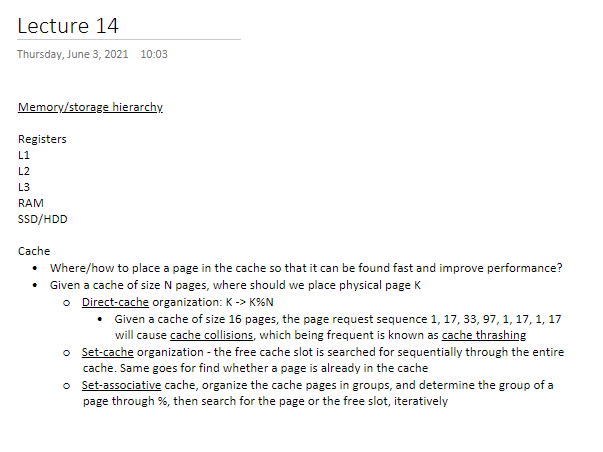 Lecture 14
Thursday, June 3, 2021 10:03
Memory/storage hierarchy
Registers
L1
L2
L3
RAM
SSD/HDD
Cache
• Where/how to place a page in the cache so that it can be found fast and improve performance?
• Given a cache of size N pages, where should we place physical page K
o Direct-cache organization: K -> K%N
• Given a cache of size 16 pages, the page request sequence 1, 17, 33, 97, 1, 17, 1, 17
will cause cache collisions, which being frequent is known as cache thrashing
o Set-cache organization - the free cache slot is searched for sequentially through the entire
cache. Same goes for find whether a page is already in the cache
o Set-associative cache, organize the cache pages in groups, and determine the group of a
page through %, then search for the page or the free slot, iteratively